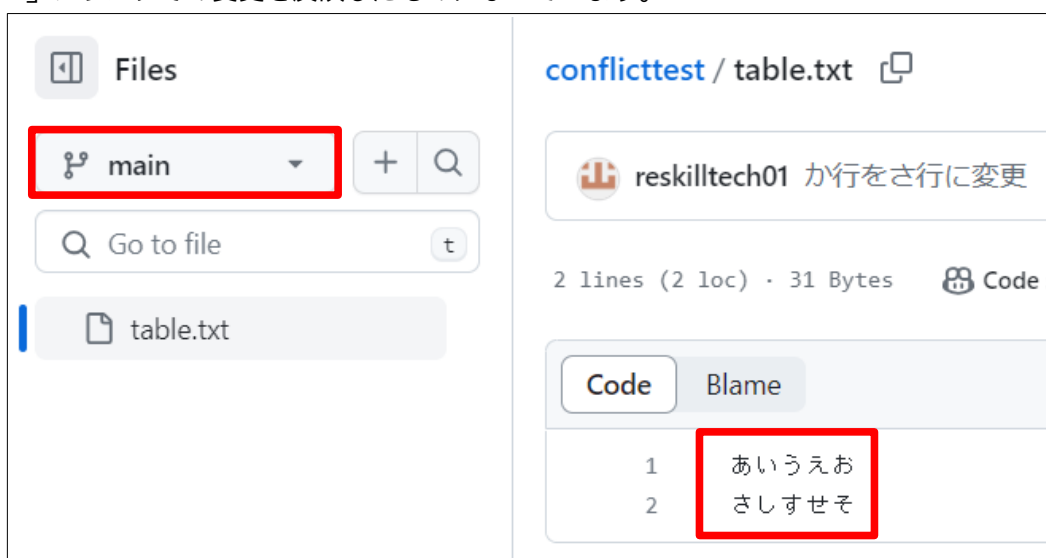 Files
conflicttest / table.txt
main
reskilltech01 か行をさ行に変更
Go to file
t
2 lines (2 loc) · 31 Bytes
Code
table.txt
Code
Blame
1 あいうえお
2 さしすせそ